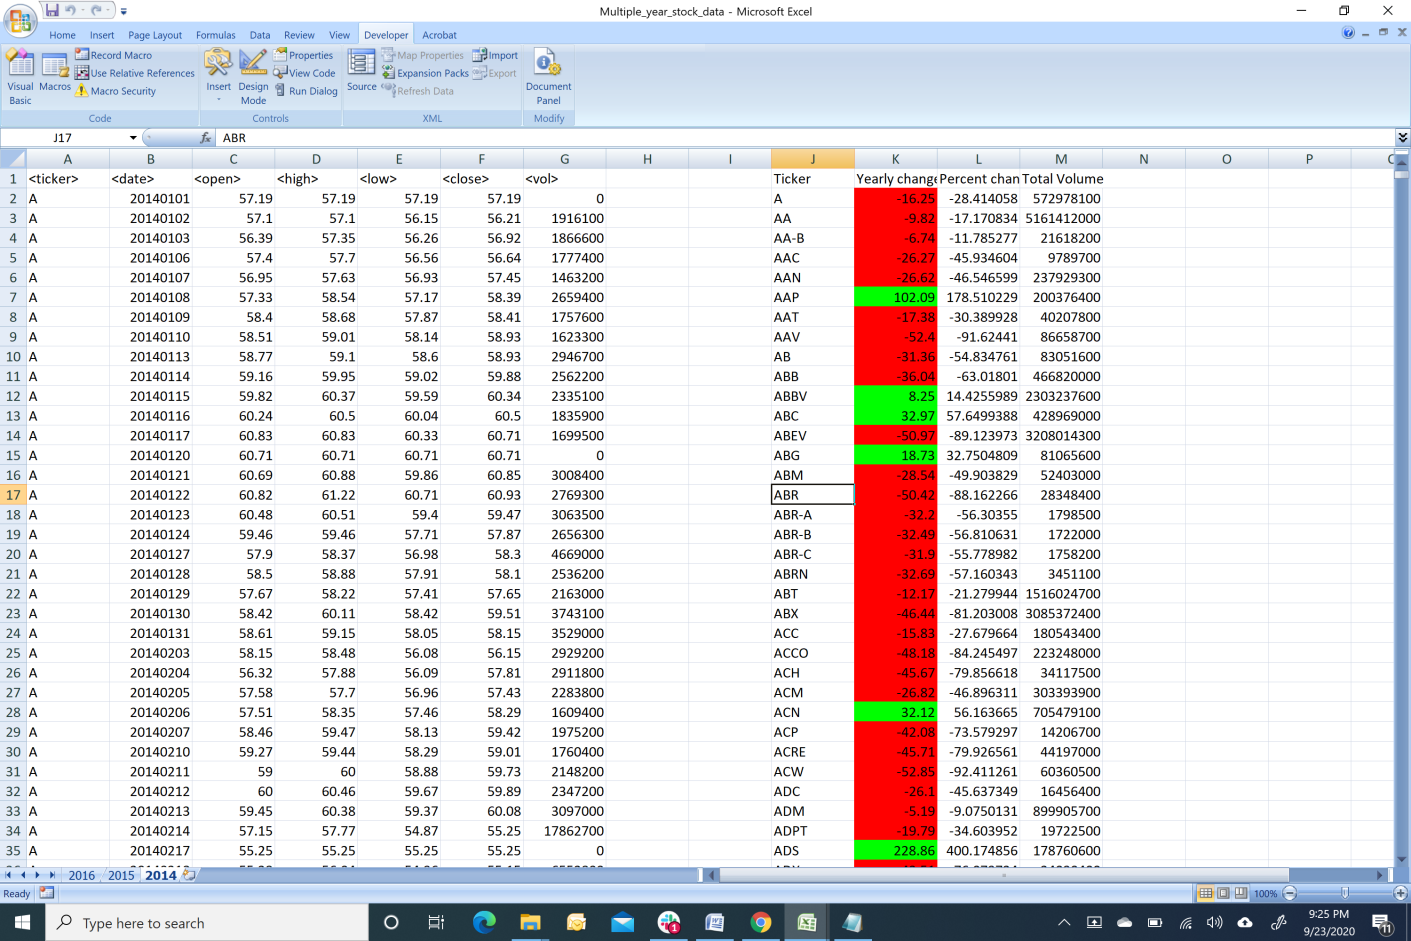 Multiple_year_stock_data - Microsoft Excel
Home Insert Page Layout Formulas Data Review View Developer Acrobat
Visual Basic Macros Record Macro Use Relative References Macro Security
Insert Design Mode Properties View Code Run Dialog
Source Map Properties Expansion Packs Refresh Data Import Export
Document Panel
Code Controls XML Modify
J17 fx ABR
A B C D E F G H I J K L M N O P
1 <ticker> <date> <open> <high> <low> <close> <vol> Ticker Yearly change Percent chan Total Volume
2 A 20140101 57.19 57.19 57.19 57.19 0 A -16.25 -28.414058 572978100
3 A 20140102 57.1 57.1 56.15 56.21 1916100 AA -9.82 -17.170834 5161412000
4 A 20140103 56.39 57.35 56.26 56.92 1866600 AA-B -6.74 -11.785277 21618200
5 A 20140106 57.4 57.7 56.56 56.64 1777400 AAC -26.27 -45.934604 9789700
6 A 20140107 56.95 57.63 56.93 57.45 1463200 AAN -26.62 -46.546599 237929300
7 A 20140108 57.33 58.54 57.17 58.39 2659400 AAP 102.09 178.510229 200376400
8 A 20140109 58.4 58.68 57.87 58.41 1757600 AAT -17.38 -30.389928 40207800
9 A 20140110 58.51 59.01 58.14 58.93 1623300 AAV -52.4 -91.62441 86658700
10 A 20140113 58.77 59.1 58.6 58.93 2946700 AB -31.36 -54.834761 83051600
11 A 20140114 59.16 59.95 59.02 59.88 2562200 ABB -36.04 -63.01801 466820000
12 A 20140115 59.82 60.37 59.59 60.34 2335100 ABBV 8.25 14.4255989 2303237600
13 A 20140116 60.24 60.5 60.04 60.5 1835900 ABC 32.97 57.6499388 428969000
14 A 20140117 60.83 60.83 60.33 60.71 1699500 ABEV -50.97 -89.123973 3208014300
15 A 20140120 60.71 60.71 60.71 60.71 0 ABG 18.73 32.7504809 81065600
16 A 20140121 60.69 60.88 59.86 60.85 3008400 ABM -28.54 -49.903829 52403000
17 A 20140122 60.82 61.22 60.71 60.93 2769300 ABR -50.42 -88.162266 28348400
18 A 20140123 60.48 60.51 59.4 59.47 3063500 ABR-A -32.2 -56.30355 1798500
19 A 20140124 59.46 59.46 57.71 57.87 2656300 ABR-B -32.49 -56.810631 1722000
20 A 20140127 57.9 58.37 56.98 58.3 4669000 ABR-C -31.9 -55.778982 1758200
21 A 20140128 58.5 58.88 57.91 58.1 2536200 ABRN -32.69 -57.160343 3451100
22 A 20140129 57.67 58.22 57.41 57.65 2163000 ABT -12.17 -21.279944 1516024700
23 A 20140130 58.42 60.11 58.42 59.51 3743100 ABX -46.44 -81.203008 3085372400
24 A 20140131 58.61 59.15 58.05 58.15 3529000 ACC -15.83 -27.679664 180543400
25 A 20140203 58.15 58.48 56.08 56.15 2929200 ACCO -48.18 -84.245497 223248000
26 A 20140204 56.32 57.88 56.09 57.81 2911800 ACH -45.67 -79.856618 34117500
27 A 20140205 57.58 57.7 56.96 57.43 2283800 ACM -26.82 -46.896311 303393900
28 A 20140206 57.51 58.35 57.46 58.29 1609400 ACN 32.12 56.163665 705479100
29 A 20140207 58.46 59.47 58.13 59.42 1975200 ACP -42.08 -73.579297 14206700
30 A 20140210 59.27 59.44 58.29 59.01 1760400 ACRE -45.71 -79.926561 44197000
31 A 20140211 59 60 58.88 59.73 2148200 ACW -52.85 -92.411261 60360500
32 A 20140212 60 60.46 59.67 59.89 2347200 ADC -26.1 -45.637349 16456400
33 A 20140213 59.45 60.38 59.37 60.08 3097000 ADM -5.19 -9.0750131 899905700
34 A 20140214 57.15 57.77 54.87 55.25 17862700 ADPT -19.79 -34.603952 19722500
35 A 20140217 55.25 55.25 55.25 55.25 0 ADS 228.86 400.174856 178760600
2016 2015 2014
Ready 100%
Type here to search
1
9:25 PM
9/23/2020
11